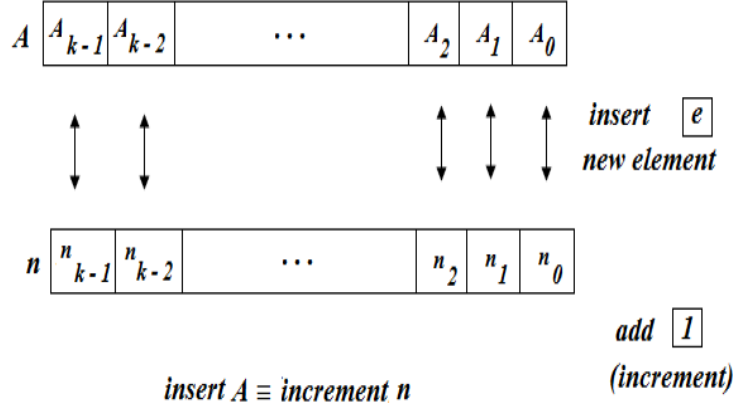 A A_{k-1} A_{k-2} ... A_2 A_1 A_0
insert e
new element
n n_{k-1} n_{k-2} ... n_2 n_1 n_0
add 1
(increment)
insert A ≡ increment n